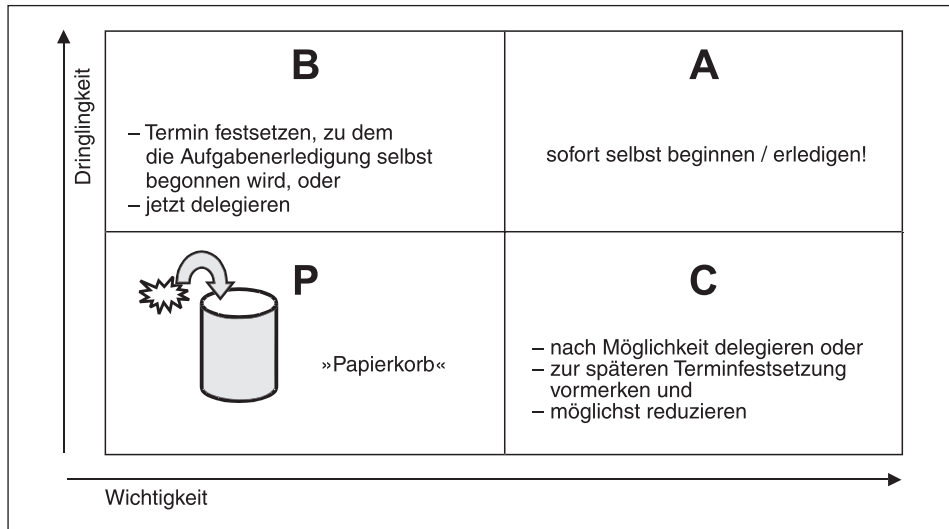 Dringlingkeit
B
– Termin festsetzen, zu dem
die Aufgabenerledigung selbst
begonnen wird, oder
– jetzt delegieren
A
sofort selbst beginnen / erledigen!
P
»Papierkorb«
C
– nach Möglichkeit delegieren oder
– zur späteren Terminfestsetzung
vormerken und
– möglichst reduzieren
Wichtigkeit